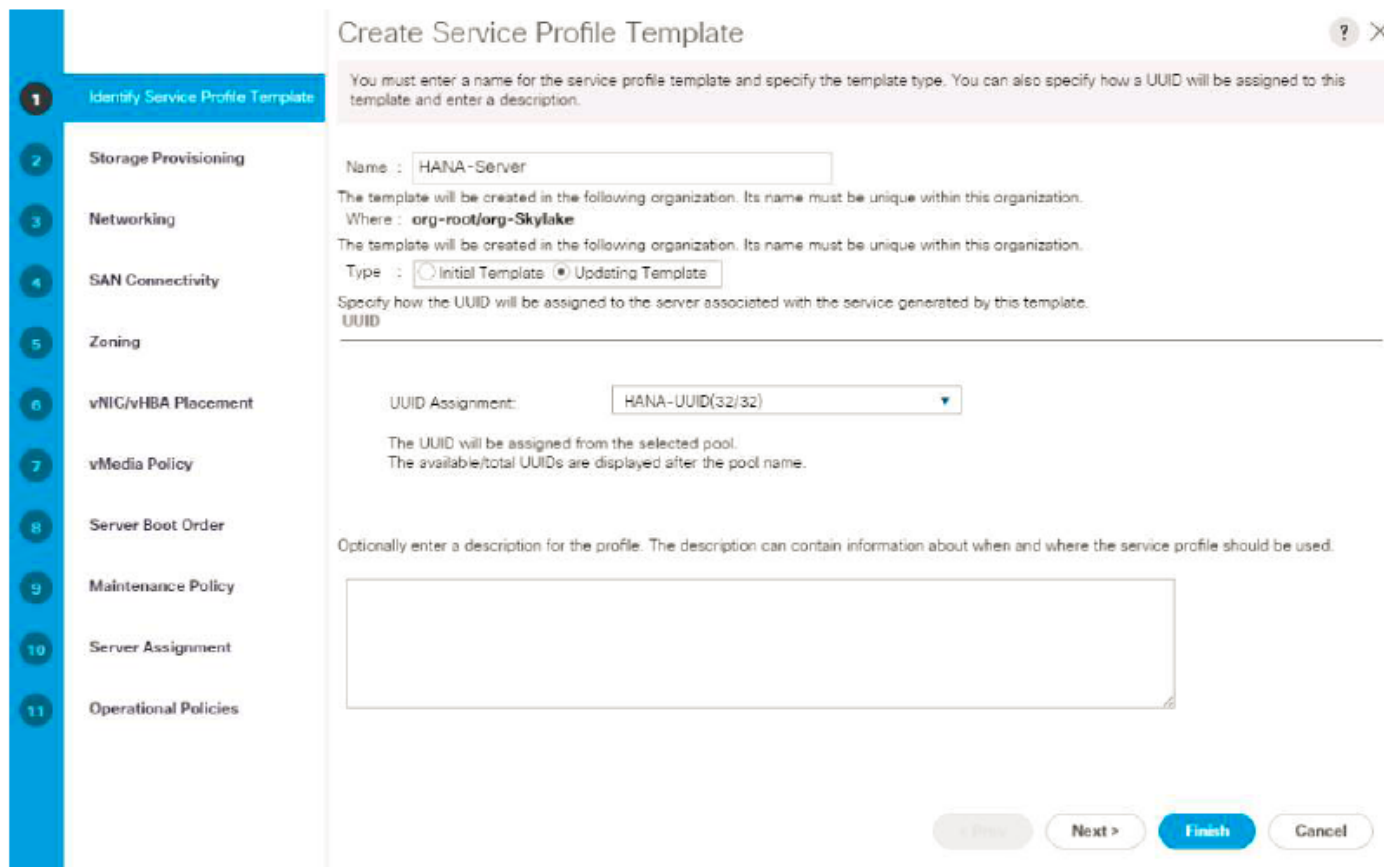 Create Service Profile Template
?
You must enter a name for the service profile template and specify the template type. You can also specify how a UUID will be assigned to this
template and enter a description.
1 Identify Service Profile Template
2 Storage Provisioning
3 Networking
4 SAN Connectivity
5 Zoning
6 vNIC/vHBA Placement
7 vMedia Policy
8 Server Boot Order
9 Maintenance Policy
10 Server Assignment
11 Operational Policies
Name : HANA-Server
The template will be created in the following organization. Its name must be unique within this organization.
Where : org-root/org-Skylake
The template will be created in the following organization. Its name must be unique within this organization.
Type : Initial Template Updating Template
Specify how the UUID will be assigned to the server associated with the service generated by this template.
UUID
UUID Assignment: HANA-UUID(32/32)
The UUID will be assigned from the selected pool.
The available/total UUIDs are displayed after the pool name.
Optionally enter a description for the profile. The description can contain information about when and where the service profile should be used.
Next > Finish Cancel